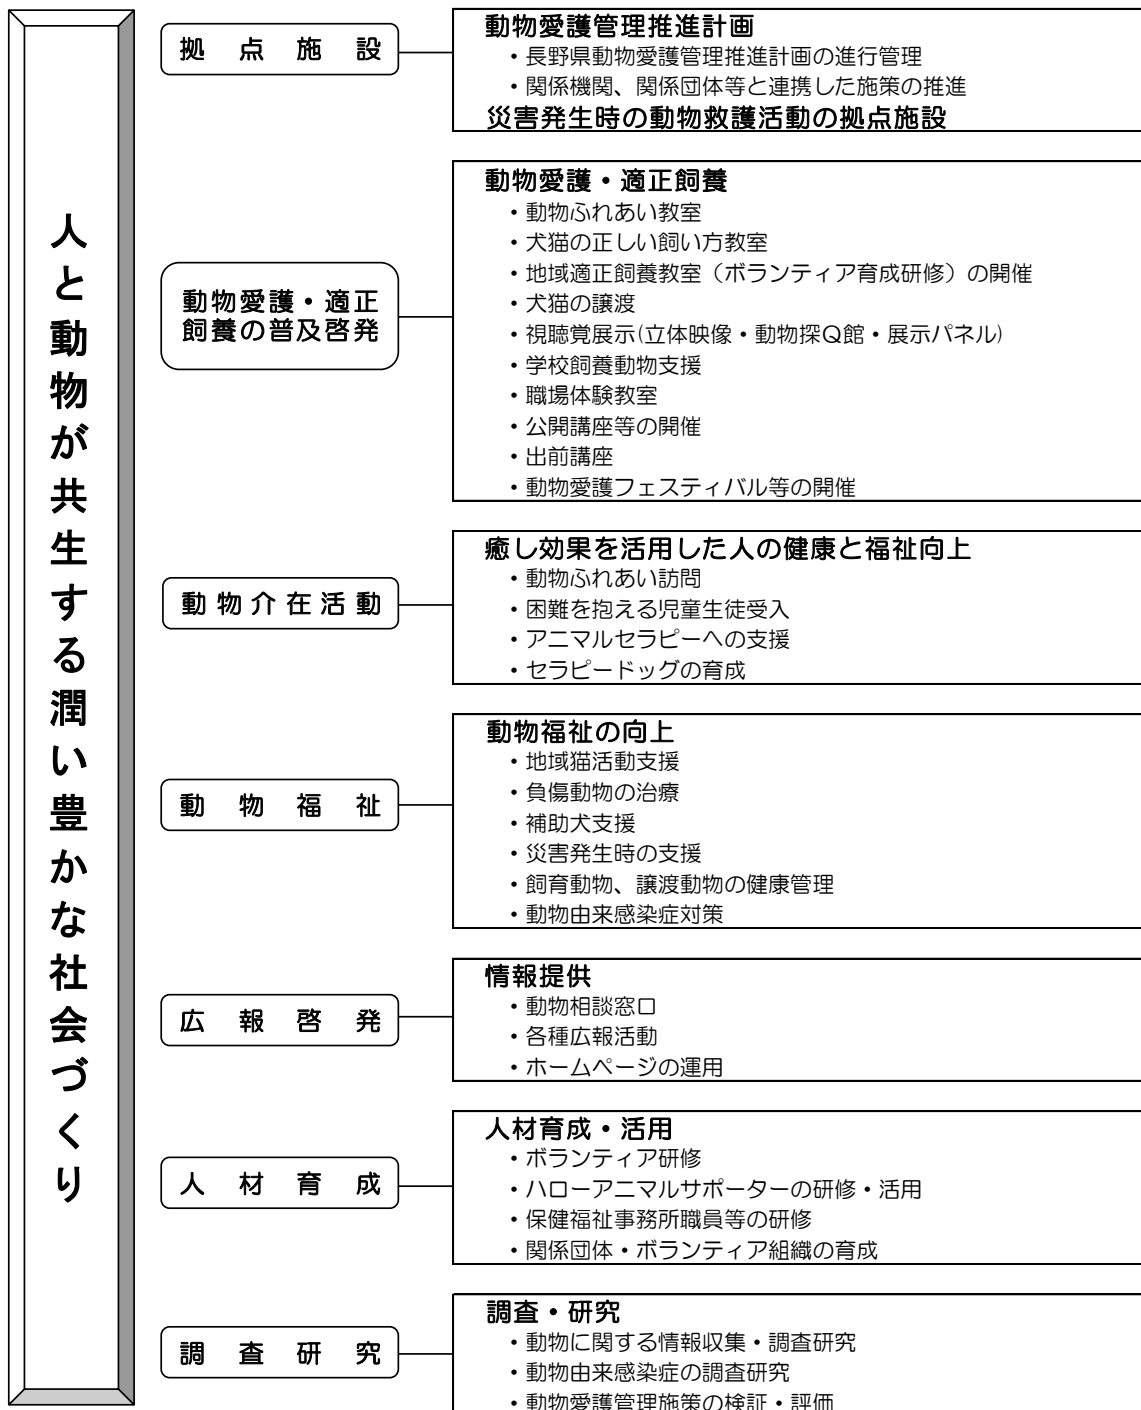 人と動物が共生する潤い豊かな社会づくり
拠点施設
動物愛護管理推進計画
・長野県動物愛護管理推進計画の進行管理
・関係機関、関係団体等と連携した施策の推進
災害発生時の動物救護活動の拠点施設
動物愛護・適正
飼養の普及啓発
動物愛護・適正飼養
・動物ふれあい教室
・犬猫の正しい飼い方教室
・地域適正飼養教室（ボランティア育成研修）の開催
・犬猫の譲渡
・視聴覚展示(立体映像・動物探Q館・展示パネル)
・学校飼養動物支援
・職場体験教室
・公開講座等の開催
・出前講座
・動物愛護フェスティバル等の開催
動物介在活動
癒し効果を活用した人の健康と福祉向上
・動物ふれあい訪問
・困難を抱える児童生徒受入
・アニマルセラピーへの支援
・セラピードッグの育成
動物福祉
動物福祉の向上
・地域猫活動支援
・負傷動物の治療
・補助犬支援
・災害発生時の支援
・飼育動物、譲渡動物の健康管理
・動物由来感染症対策
広報啓発
情報提供
・動物相談窓口
・各種広報活動
・ホームページの運用
人材育成
人材育成・活用
・ボランティア研修
・ハローアニマルサポーターの研修・活用
・保健福祉事務所職員等の研修
・関係団体・ボランティア組織の育成
調査研究
調査・研究
・動物に関する情報収集・調査研究
・動物由来感染症の調査研究
・動物愛護管理施策の検証・評価